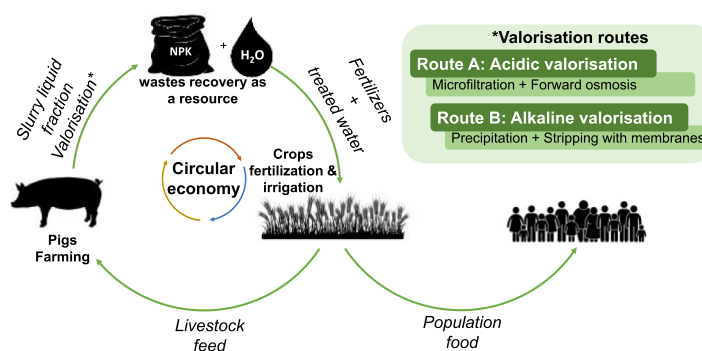 NPK
+
H₂O
wastes recovery as
a resource
Slurry liquid
fraction
Valorisation*
Fertilizers
+
treated water
*Valorisation routes
Route A: Acidic valorisation
Microfiltration + Forward osmosis
Route B: Alkaline valorisation
Precipitation + Stripping with membranes
Circular
economy
Crops
fertilization &
irrigation
Pigs
Farming
Livestock
feed
Population
food